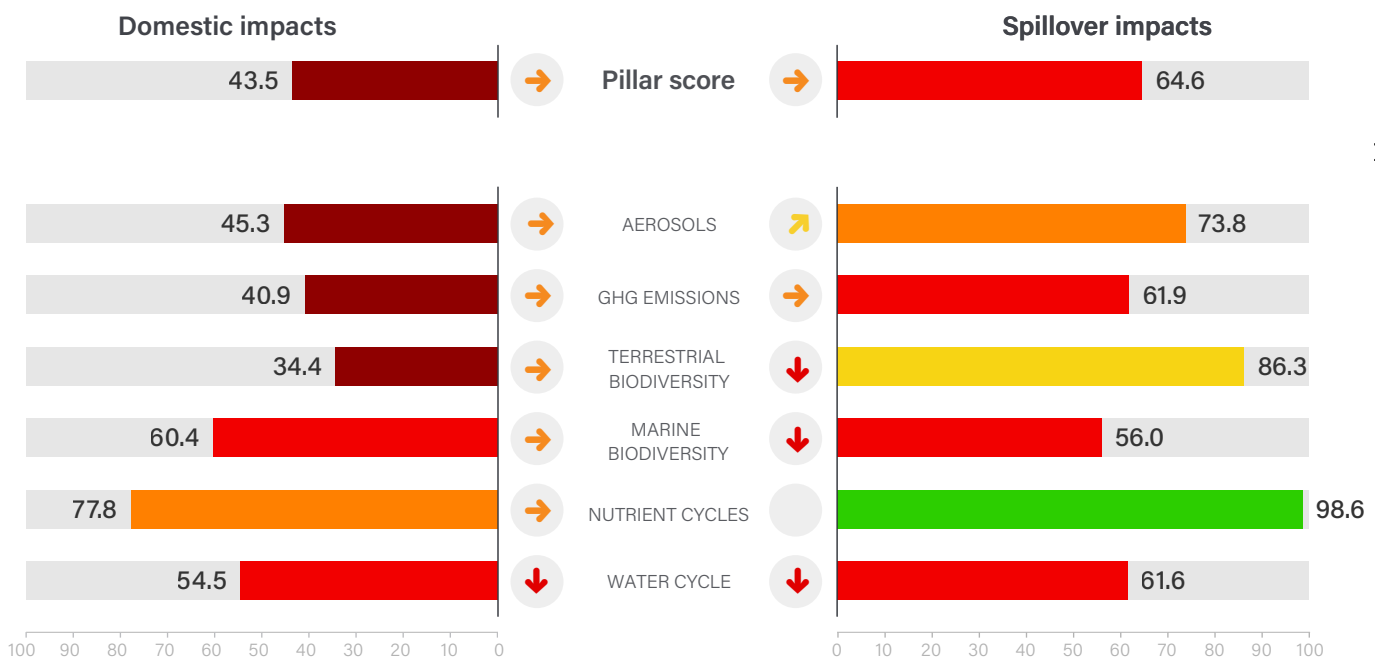 Domestic impacts
Spillover impacts
43.5
Pillar score
64.6
45.3
AEROSOLS
73.8
40.9
GHG EMISSIONS
61.9
34.4
TERRESTRIAL
BIODIVERSITY
86.3
60.4
MARINE
BIODIVERSITY
56.0
77.8
NUTRIENT CYCLES
98.6
54.5
WATER CYCLE
61.6
100 90 80 70 60 50 40 30 20 10 0
0 10 20 30 40 50 60 70 80 90 100